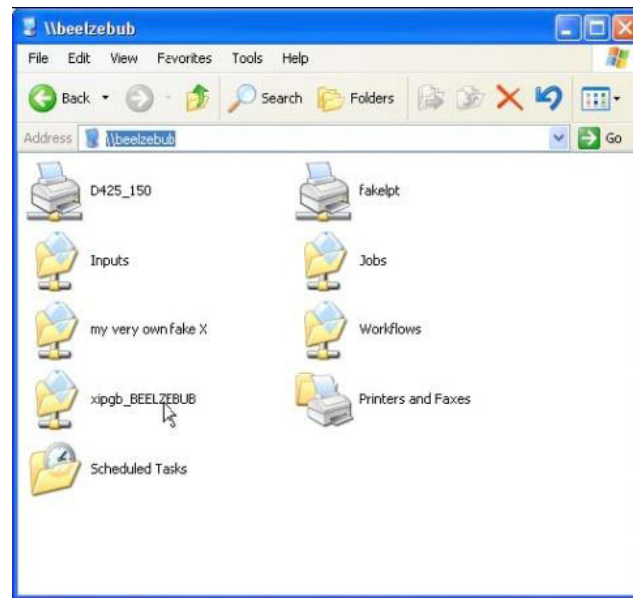 \\beelzebub
File Edit View Favorites Tools Help
Back Search Folders
Address \\beelzebub Go
D425_150 fakelpt
Inputs Jobs
my very own fake X Workflows
xipgb_BEELZEBUB Printers and Faxes
Scheduled Tasks